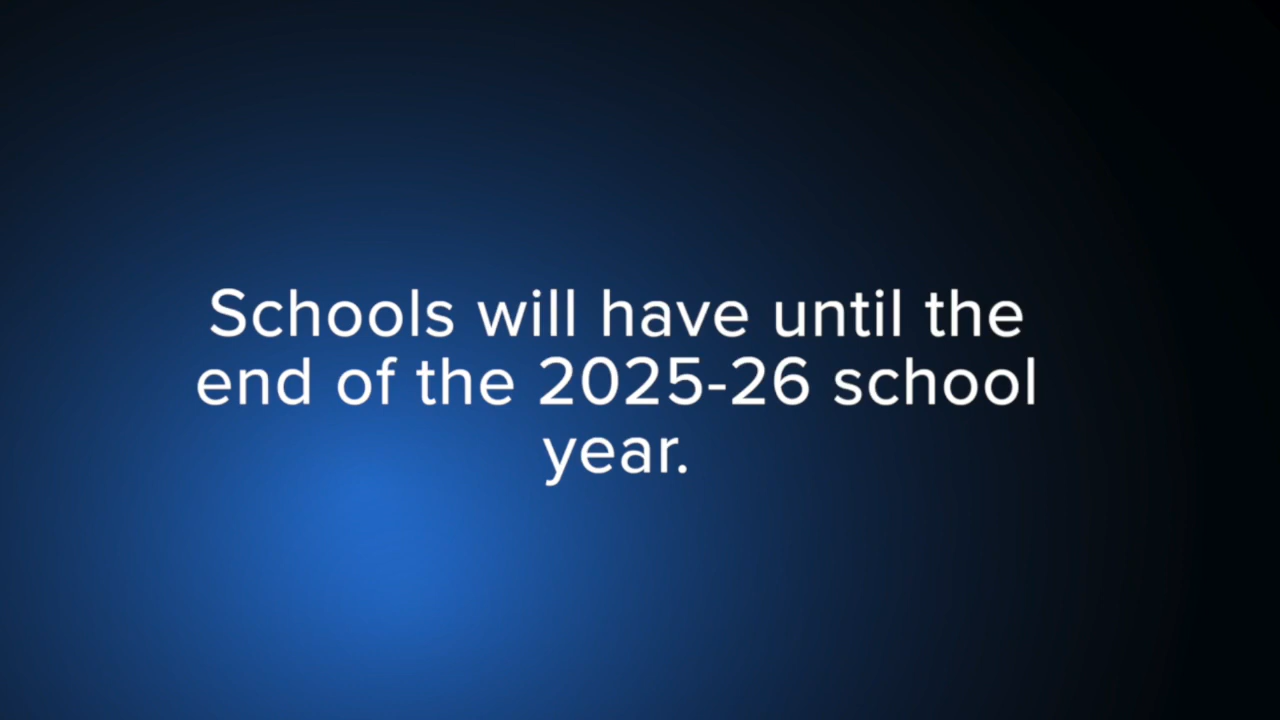 Schools will have until the
end of the 2025-26 school
year.